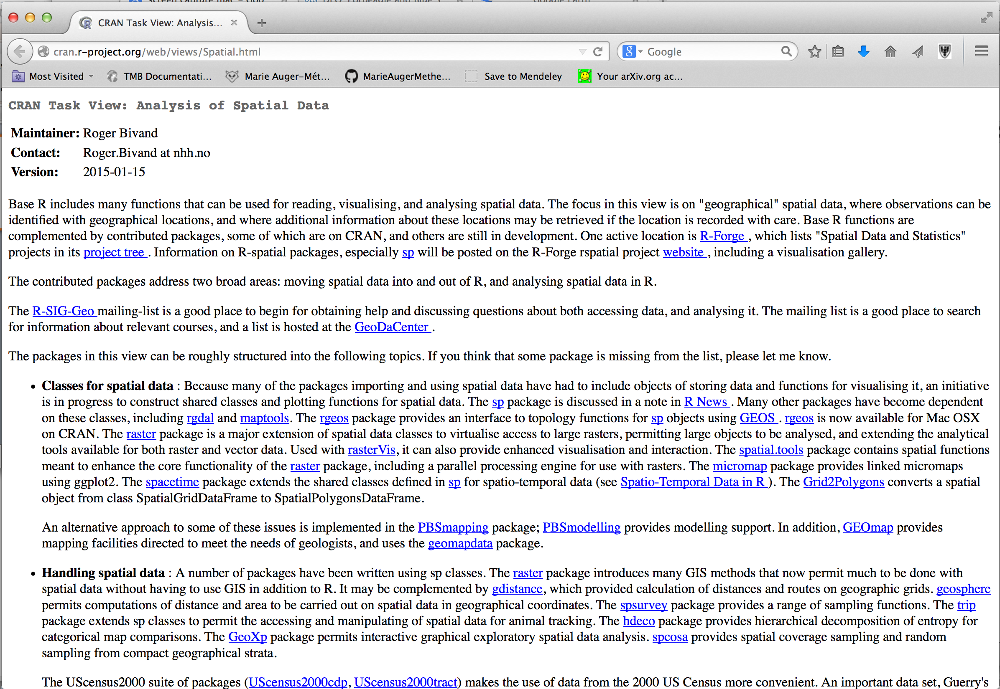 CRAN Task View: Analysis...
cran.r-project.org/web/views/Spatial.html
Google
Most Visited
TMB Documentati...
Marie Auger-Mét...
MarieAugerMethe...
Save to Mendeley
Your arXiv.org ac...
CRAN Task View: Analysis of Spatial Data
Maintainer: Roger Bivand
Contact: Roger.Bivand at nhh.no
Version: 2015-01-15
Base R includes many functions that can be used for reading, visualising, and analysing spatial data. The focus in this view is on "geographical" spatial data, where observations can be
identified with geographical locations, and where additional information about these locations may be retrieved if the location is recorded with care. Base R functions are
complemented by contributed packages, some of which are on CRAN, and others are still in development. One active location is R-Forge , which lists "Spatial Data and Statistics"
projects in its project tree . Information on R-spatial packages, especially sp will be posted on the R-Forge rspatial project website , including a visualisation gallery.
The contributed packages address two broad areas: moving spatial data into and out of R, and analysing spatial data in R.
The R-SIG-Geo mailing-list is a good place to begin for obtaining help and discussing questions about both accessing data, and analysing it. The mailing list is a good place to search
for information about relevant courses, and a list is hosted at the GeoDaCenter .
The packages in this view can be roughly structured into the following topics. If you think that some package is missing from the list, please let me know.
• Classes for spatial data : Because many of the packages importing and using spatial data have had to include objects of storing data and functions for visualising it, an initiative
is in progress to construct shared classes and plotting functions for spatial data. The sp package is discussed in a note in R News . Many other packages have become dependent
on these classes, including rgdal and maptools. The rgeos package provides an interface to topology functions for sp objects using GEOS . rgeos is now available for Mac OSX
on CRAN. The raster package is a major extension of spatial data classes to virtualise access to large rasters, permitting large objects to be analysed, and extending the analytical
tools available for both raster and vector data. Used with rasterVis, it can also provide enhanced visualisation and interaction. The spatial.tools package contains spatial functions
meant to enhance the core functionality of the raster package, including a parallel processing engine for use with rasters. The micromap package provides linked micromaps
using ggplot2. The spacetime package extends the shared classes defined in sp for spatio-temporal data (see Spatio-Temporal Data in R ). The Grid2Polygons converts a spatial
object from class SpatialGridDataFrame to SpatialPolygonsDataFrame.
An alternative approach to some of these issues is implemented in the PBSmapping package; PBSmodelling provides modelling support. In addition, GEOmap provides
mapping facilities directed to meet the needs of geologists, and uses the geomapdata package.
• Handling spatial data : A number of packages have been written using sp classes. The raster package introduces many GIS methods that now permit much to be done with
spatial data without having to use GIS in addition to R. It may be complemented by gdistance, which provided calculation of distances and routes on geographic grids. geosphere
permits computations of distance and area to be carried out on spatial data in geographical coordinates. The spsurvey package provides a range of sampling functions. The trip
package extends sp classes to permit the accessing and manipulating of spatial data for animal tracking. The hdeco package provides hierarchical decomposition of entropy for
categorical map comparisons. The GeoXp package permits interactive graphical exploratory spatial data analysis. spcosa provides spatial coverage sampling and random
sampling from compact geographical strata.
The UScensus2000 suite of packages (UScensus2000cdp, UScensus2000tract) makes the use of data from the 2000 US Census more convenient. An important data set, Guerry's